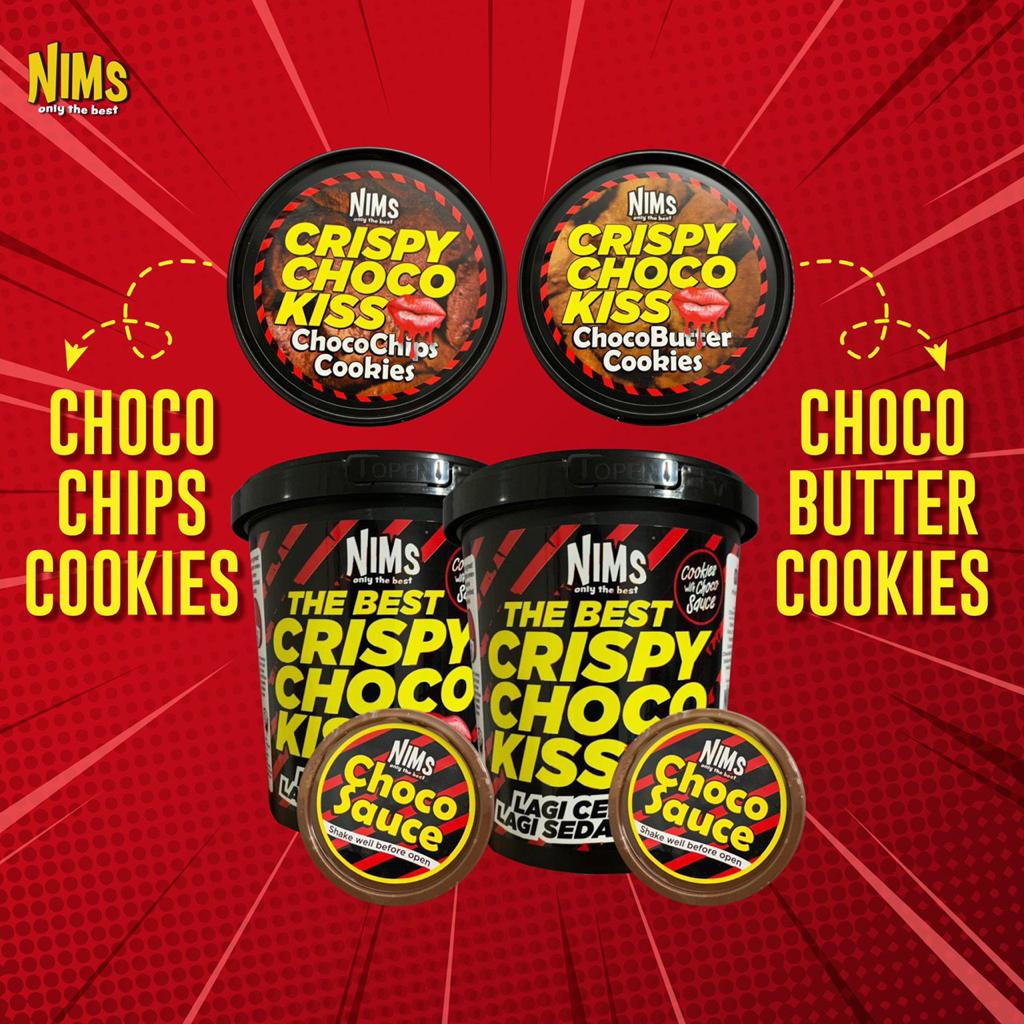 NIMS
only the best
NIMS
only the best
CRISPY
CHOCO
KISS
ChocoChips
Cookies
NIMS
only the best
CRISPY
CHOCO
KISS
ChocoButter
Cookies
CHOCO
CHIPS
COOKIES
CHOCO
BUTTER
COOKIES
NIMS
only the best
THE BEST
CRISPY
CHOCO
NIMS
only the best
Cookies
with Choco
Sauce
THE BEST
CRISPY
CHOCO
KISS
LAGI
LAGI
NIMS
only the best
Choco
Sauce
Shake well before open
NIMS
only the best
Choco
Sauce
Shake well before open